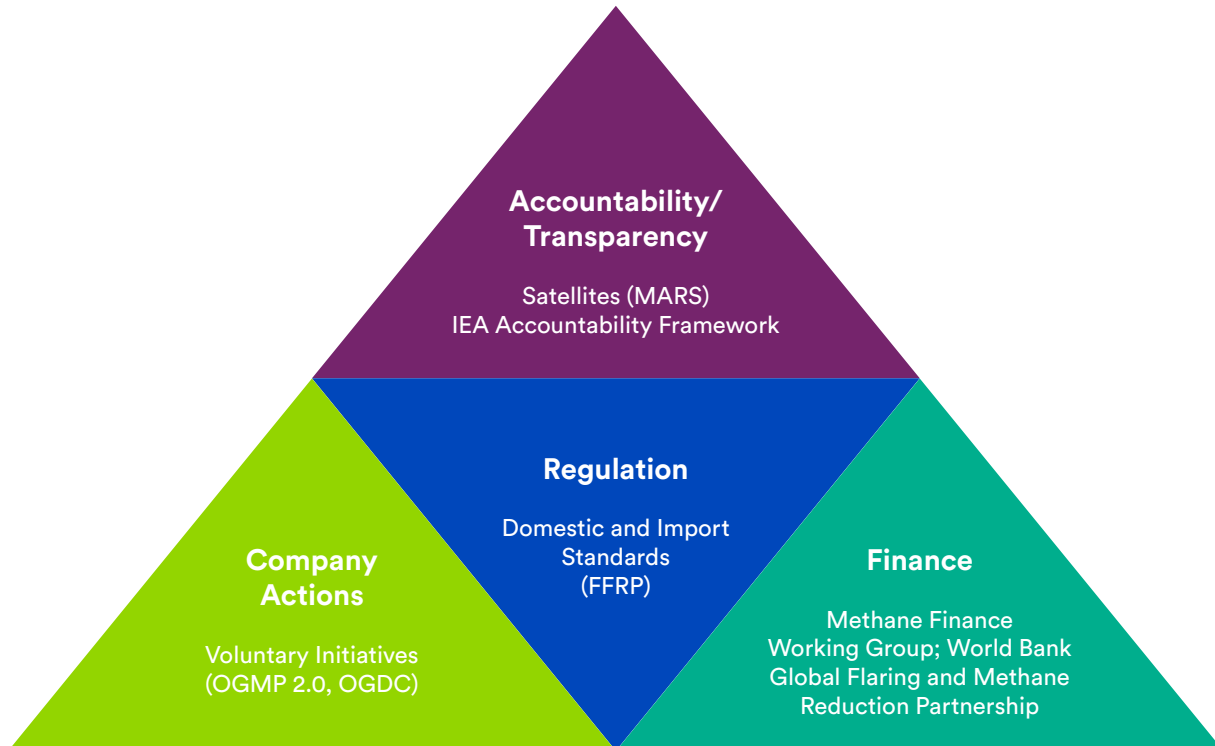 Accountability/
Transparency
Satellites (MARS)
IEA Accountability Framework
Regulation
Domestic and Import
Standards
(FFRP)
Company
Actions
Voluntary Initiatives
(OGMP 2.0, OGDC)
Finance
Methane Finance
Working Group; World Bank
Global Flaring and Methane
Reduction Partnership